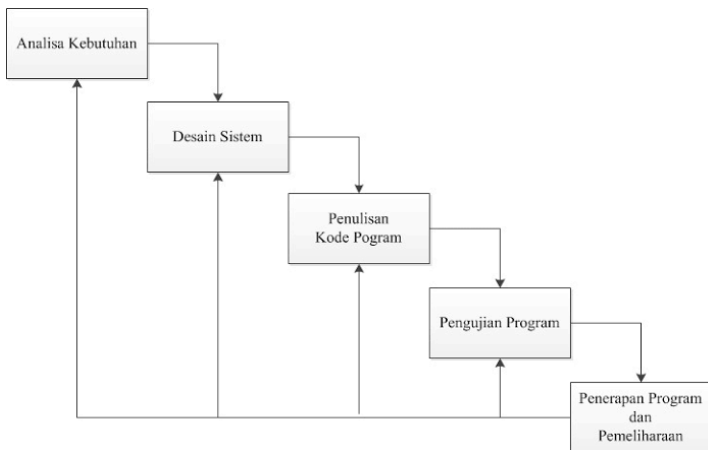 Analisa Kebutuhan
Desain Sistem
Penulisan
Kode Pogram
Pengujian Program
Penerapan Program
dan
Pemeliharaan